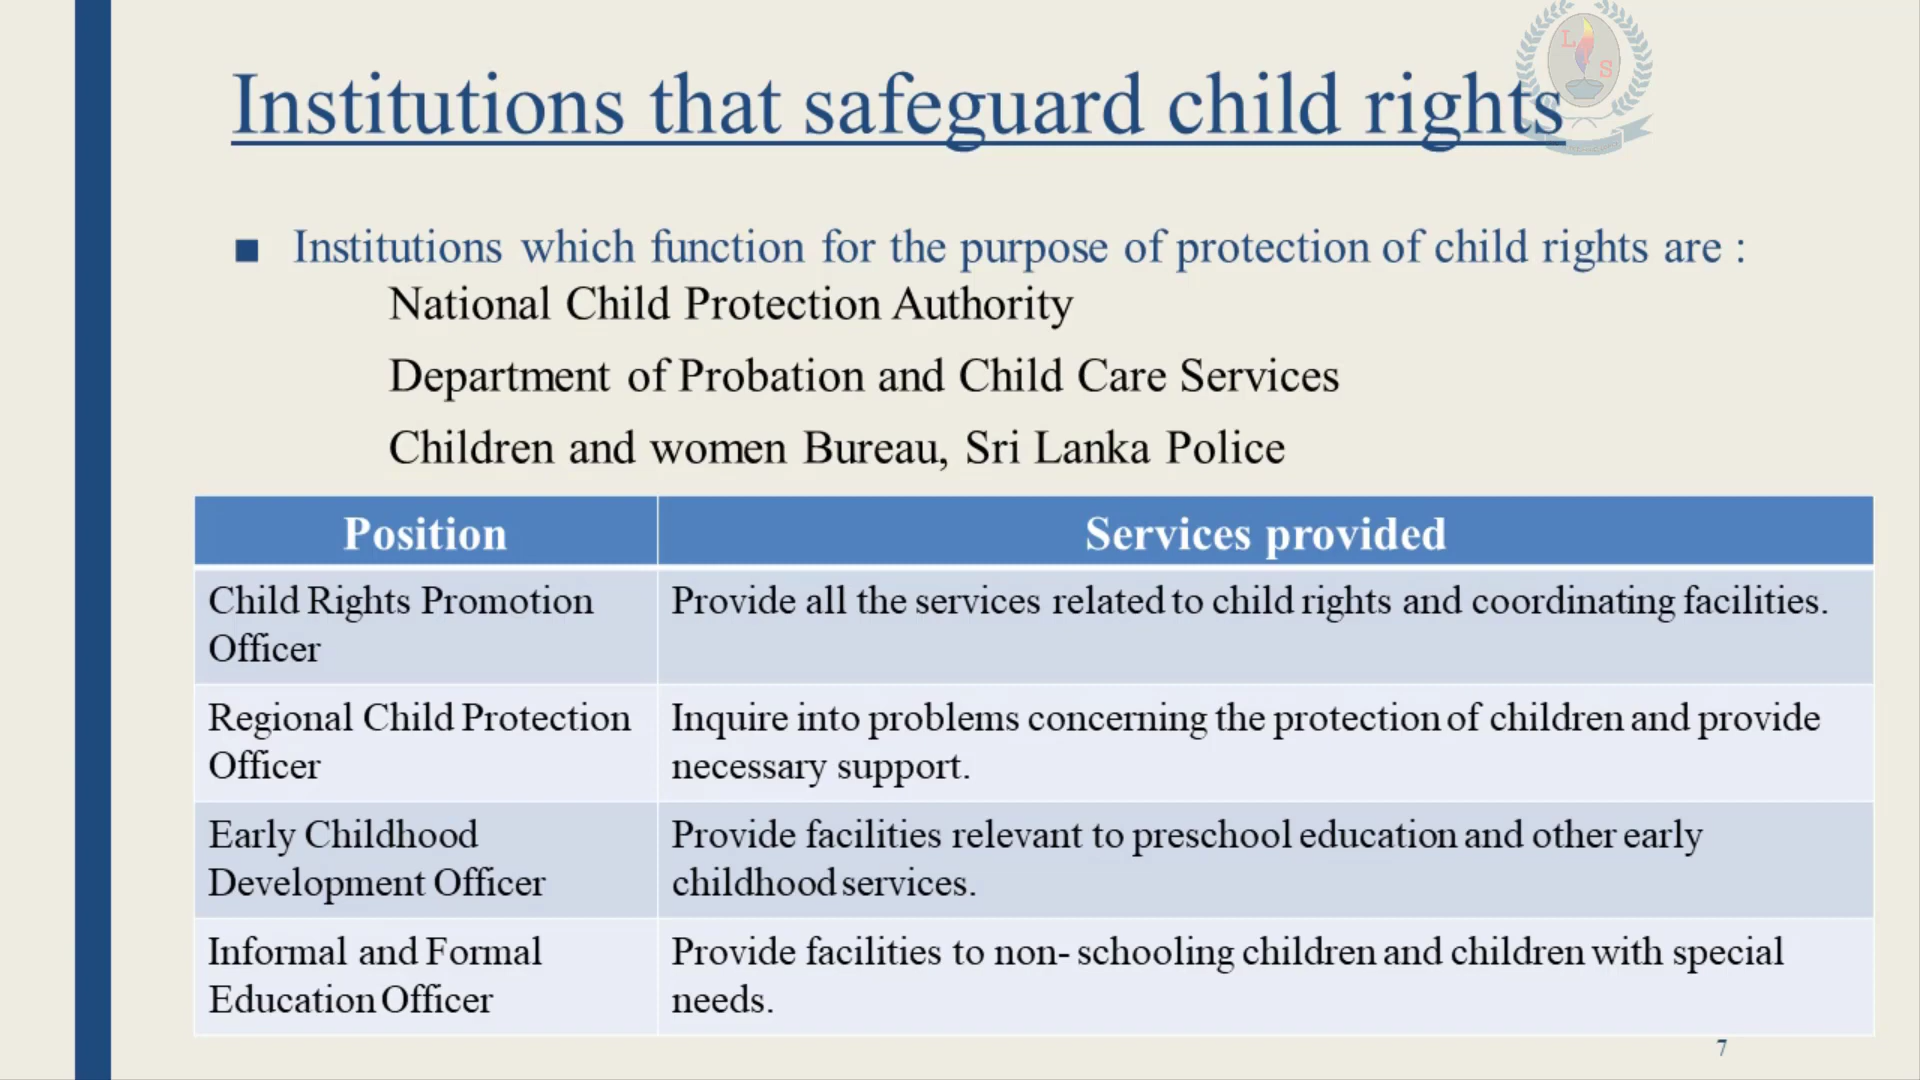 L
S
Institutions that safeguard child rights
■ Institutions which function for the purpose of protection of child rights are :
National Child Protection Authority
Department of Probation and Child Care Services
Children and women Bureau, Sri Lanka Police
Position
Services provided
Child Rights Promotion
Officer
Provide all the services related to child rights and coordinating facilities.
Regional Child Protection
Officer
Inquire into problems concerning the protection of children and provide
necessary support.
Early Childhood
Development Officer
Provide facilities relevant to preschool education and other early
childhood services.
Informal and Formal
Education Officer
Provide facilities to non- schooling children and children with special
needs.
7